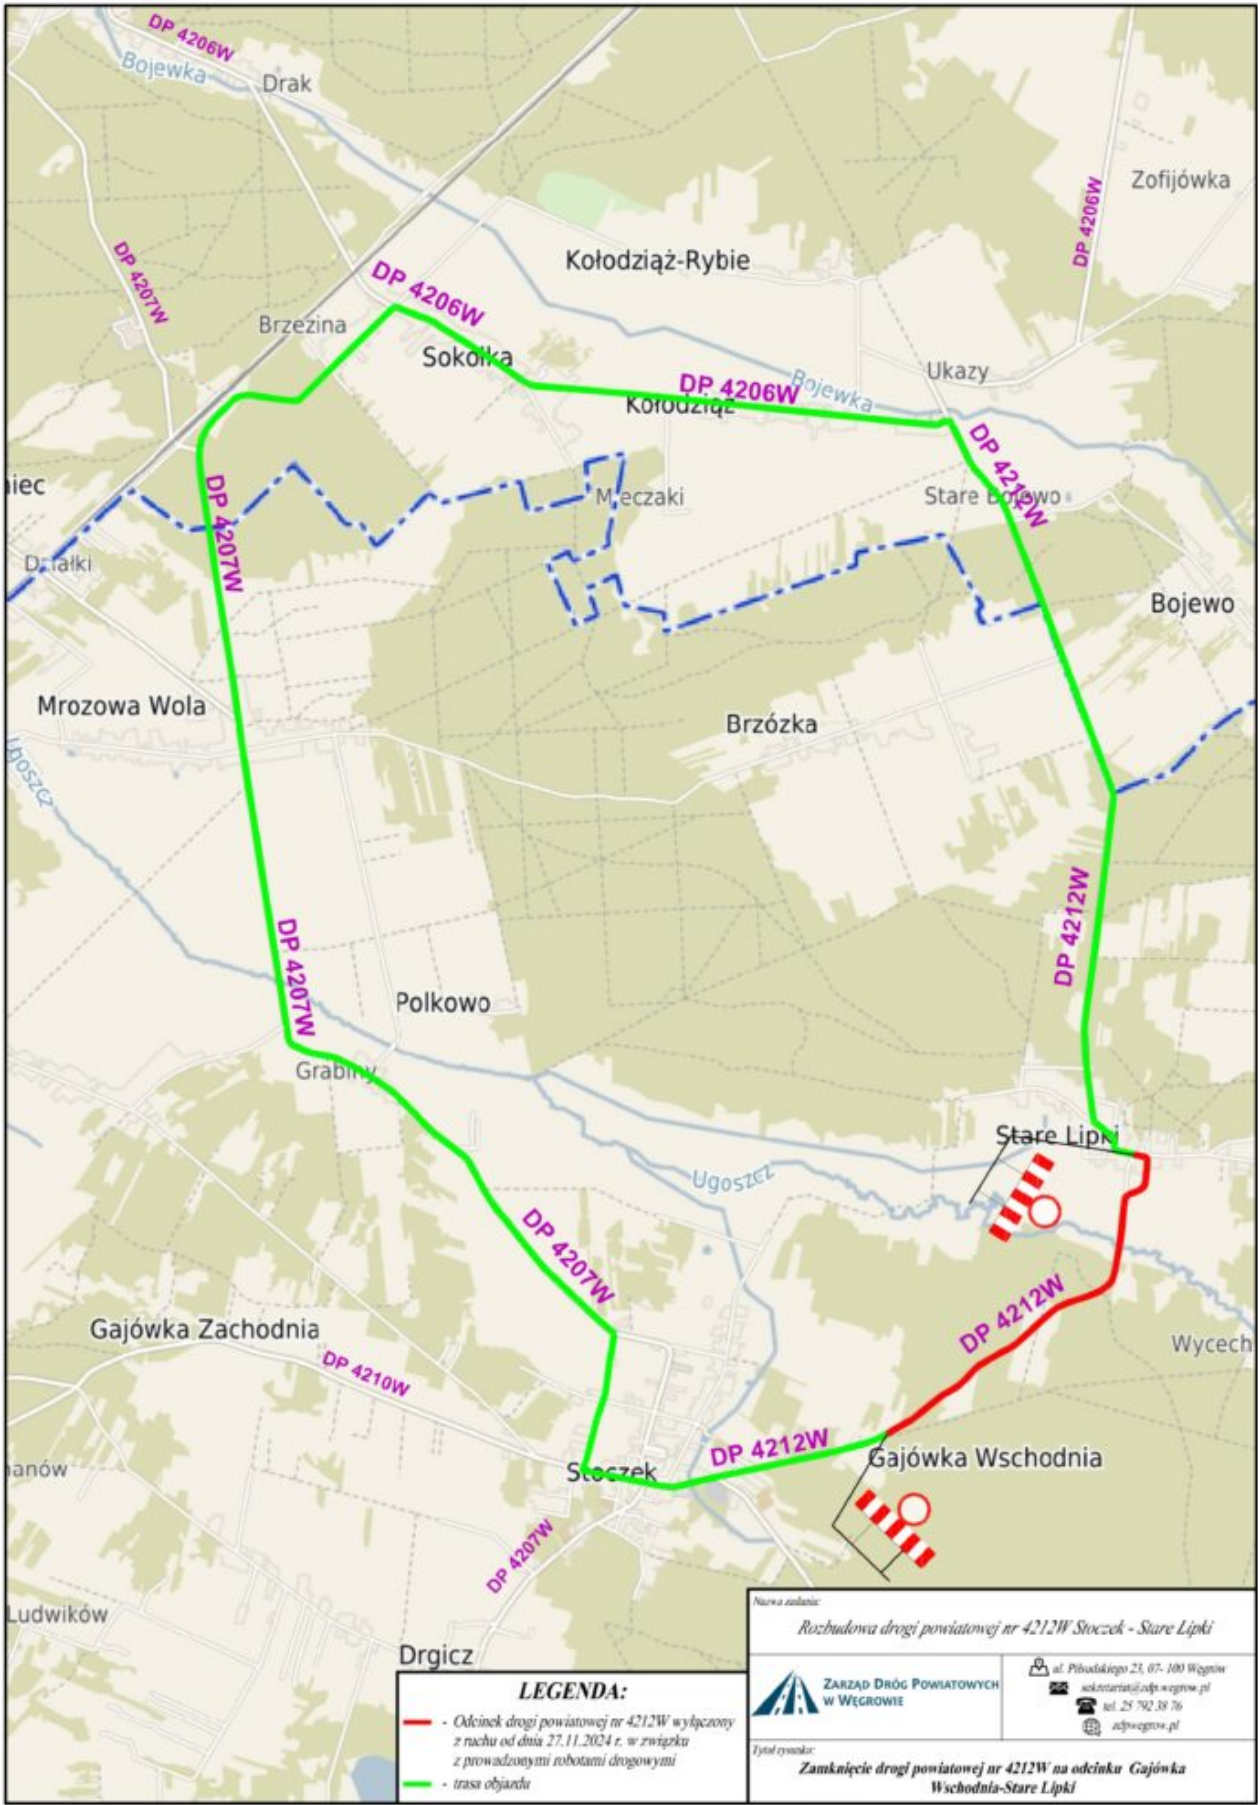 DP 4206W
Bojewka
Drak
Zofijówka
DP 4206W
DP 4207W
Kołodziąż-Rybie
DP 4206W
Brzezina
Sokółka
Ukazy
DP 4206W
Bojewka
Kołodziąż
DP 4212W
DP 4207W
Mieczaki
Stare Bojewo
Działki
Bojewo
Mrozowa Wola
Brzózka
Ugoszcz
DP 4212W
DP 4207W
Polkowo
Grabiny
Stare Lipki
Ugoszcz
DP 4207W
DP 4212W
Gajówka Zachodnia
Wycech
DP 4210W
DP 4212W
Gajówka Wschodnia
anów
Stoczek
DP 4207W
Ludwików
Drgicz
LEGENDA:
- Odcinek drogi powiatowej nr 4212W wyłączony
z ruchu od dnia 27.11.2024 r. w związku
z prowadzonymi robotami drogowymi
- trasa objazdu
Nazwa zadania:
Rozbudowa drogi powiatowej nr 4212W Stoczek - Stare Lipki
ZARZĄD DRÓG POWIATOWYCH
W WĘGROWIE
ul. Piłsudskiego 23, 07- 100 Węgrów
sekretariat@zdp.wegrow.pl
tel. 25 792 38 76
zdpwegrow.pl
Tytuł rysunku:
Zamknięcie drogi powiatowej nr 4212W na odcinku Gajówka
Wschodnia-Stare Lipki